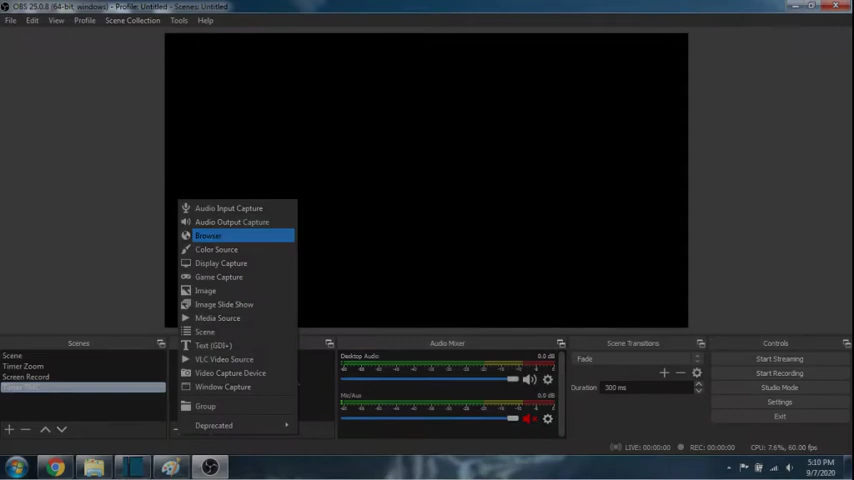 OBS 25.0.8 (64-bit, windows) - Profile: Untitled - Scenes: Untitled
File Edit View Profile Scene Collection Tools Help
Audio Input Capture
Audio Output Capture
Browser
Color Source
Display Capture
Game Capture
Image
Image Slide Show
Media Source
Scene
Text (GDI+)
VLC Video Source
Video Capture Device
Window Capture
Group
Deprecated
Scenes
Scene
Timer Zoom
Screen Record
Audio Mixer
Desktop Audio 0.0 dB
Mic/Aux 0.0 dB
Scene Transitions
Fade
Duration 300 ms
Controls
Start Streaming
Start Recording
Studio Mode
Settings
Exit
LIVE: 00:00:00 REC: 00:00:00 CPU: 7.6%, 60.00 fps
5:10 PM
9/7/2020